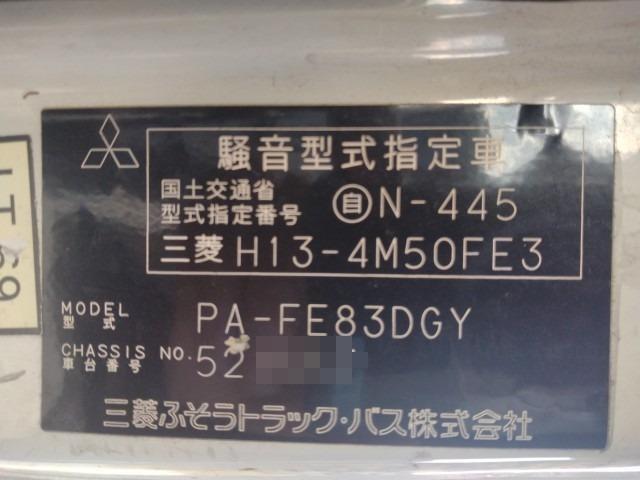 騒音型式指定車
国土交通省
型式指定番号 自N-445
三菱 H13-4M50FE3
MODEL
型式 PA-FE83DGY
CHASSIS NO.
車台番号 52
三菱ふそうトラック・バス株式会社
LT69